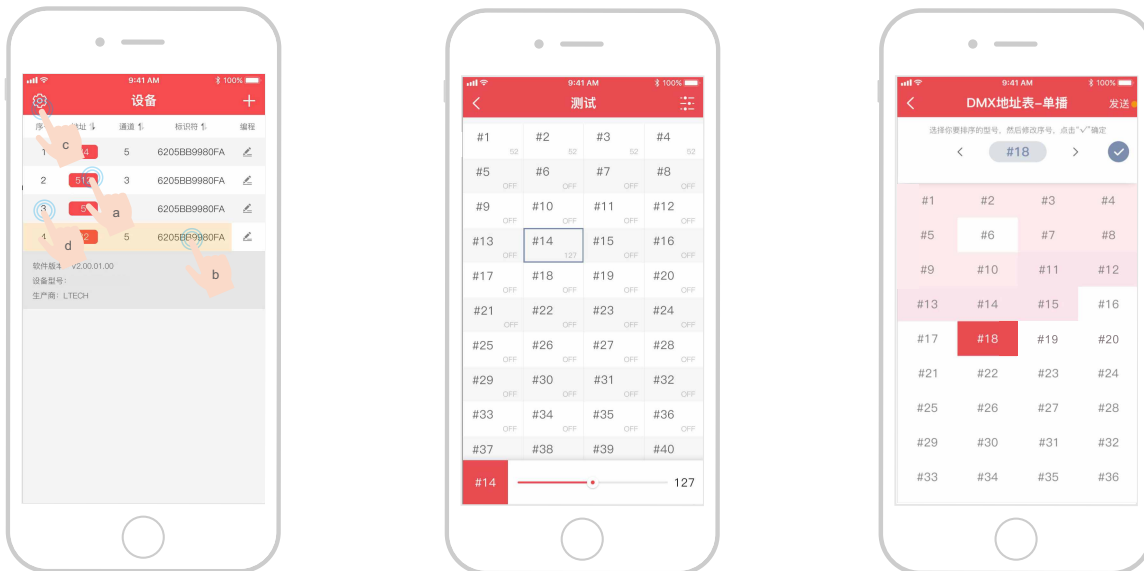 9:41 AM 100%
设备
地址 通道 标识符 编程
c
1 5 6205BB9980FA
2 512 3 6205BB9980FA
3 5 a 6205BB9980FA
4 d 2 5 6205BB9980FA
b
软件版本 V2.00.01.00
设备型号:
生产商: LTECH
9:41 AM 100%
测试
#1 #2 #3 #4
52 52 52 52
#5 #6 #7 #8
OFF OFF OFF OFF
#9 #10 #11 #12
OFF OFF OFF OFF
#13 #14 #15 #16
OFF 127 OFF OFF
#17 #18 #19 #20
OFF OFF OFF OFF
#21 #22 #23 #24
OFF OFF OFF OFF
#25 #26 #27 #28
OFF OFF OFF OFF
#29 #30 #31 #32
OFF OFF OFF OFF
#33 #34 #35 #36
OFF OFF OFF OFF
#37 #38 #39 #40
#14 127
9:41 AM 100%
DMX地址表-单播 发送
选择你要排序的型号, 然后修改序号, 点击"√"确定
< #18 >
#1 #2 #3 #4
#5 #6 #7 #8
#9 #10 #11 #12
#13 #14 #15 #16
#17 #18 #19 #20
#21 #22 #23 #24
#25 #26 #27 #28
#29 #30 #31 #32
#33 #34 #35 #36